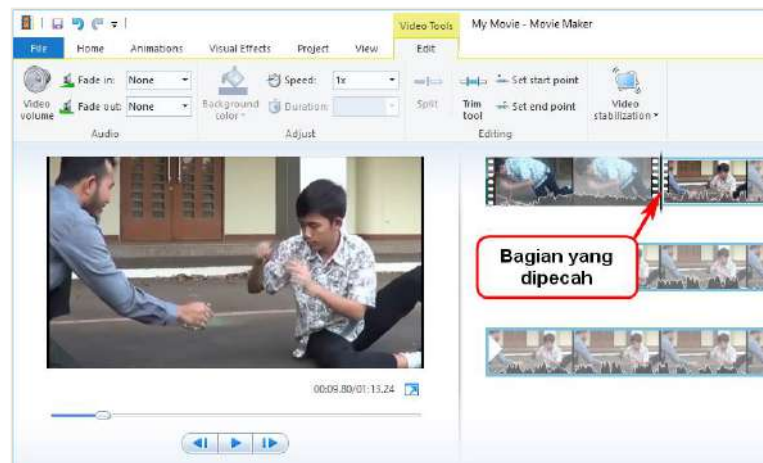 Video Tools
My Movie - Movie Maker
File Home Animations Visual Effects Project View Edit
Video volume
Fade in: None
Fade out: None
Audio
Background color
Speed: 1x
Duration:
Adjust
Split
Trim tool
Set start point
Set end point
Editing
Video stabilization
Bagian yang
dipecah
00:09.80/01:13.24